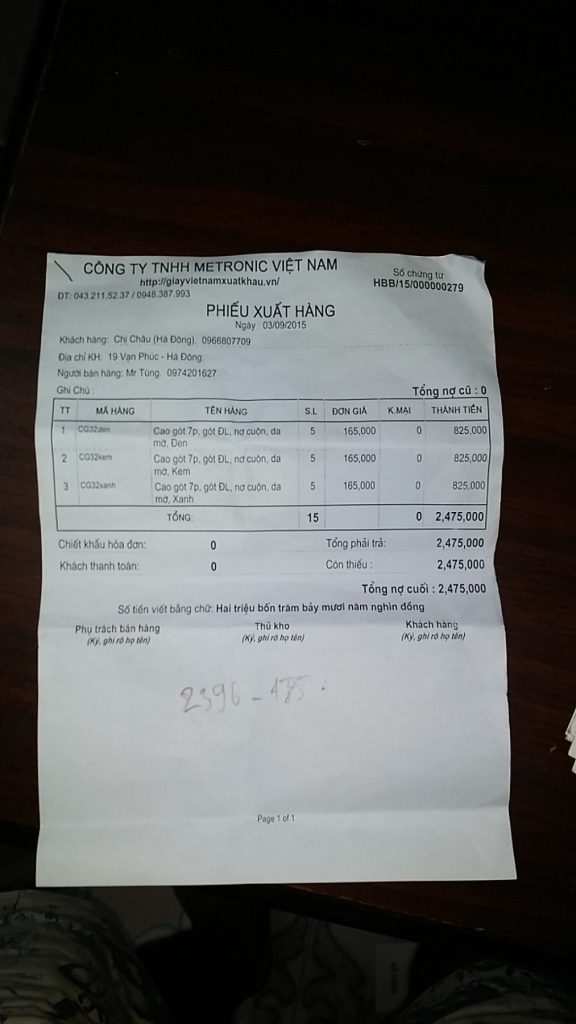 CÔNG TY TNHH METRONIC VIỆT NAM
http://giayvietnamxuatkhau.vn/
ĐT: 043.211.52.37 / 0948.387.993
Số chứng từ
HBB/15/000000279
PHIẾU XUẤT HÀNG
Ngày : 03/09/2015
Khách hàng: Chị Châu (Hà Đông) 0966807709
Địa chỉ KH: 19 Vạn Phúc - Hà Đông
Người bán hàng: Mr Tùng 0974201627
Ghi Chú :
Tổng nợ cũ : 0
TT MÃ HÀNG TÊN HÀNG S.L ĐƠN GIÁ K.MẠI THÀNH TIỀN
1 CG32den Cao gót 7p, gót ĐL, nơ cuộn, da 5 165,000 0 825,000
mờ, Đen
2 CG32kem Cao gót 7p, gót ĐL, nơ cuộn, da 5 165,000 0 825,000
mờ, Kem
3 CG32xanh Cao gót 7p, gót ĐL, nơ cuộn, da 5 165,000 0 825,000
mờ, Xanh
TỔNG: 15 0 2,475,000
Chiết khấu hóa đơn: 0 Tổng phải trả: 2,475,000
Khách thanh toán: 0 Còn thiếu : 2,475,000
Tổng nợ cuối : 2,475,000
Số tiền viết bằng chữ: Hai triệu bốn trăm bảy mươi năm nghìn đồng
Phụ trách bán hàng Thủ kho Khách hàng
(Ký, ghi rõ họ tên) (Ký, ghi rõ họ tên) (Ký, ghi rõ họ tên)
2396 -
Page 1 of 1